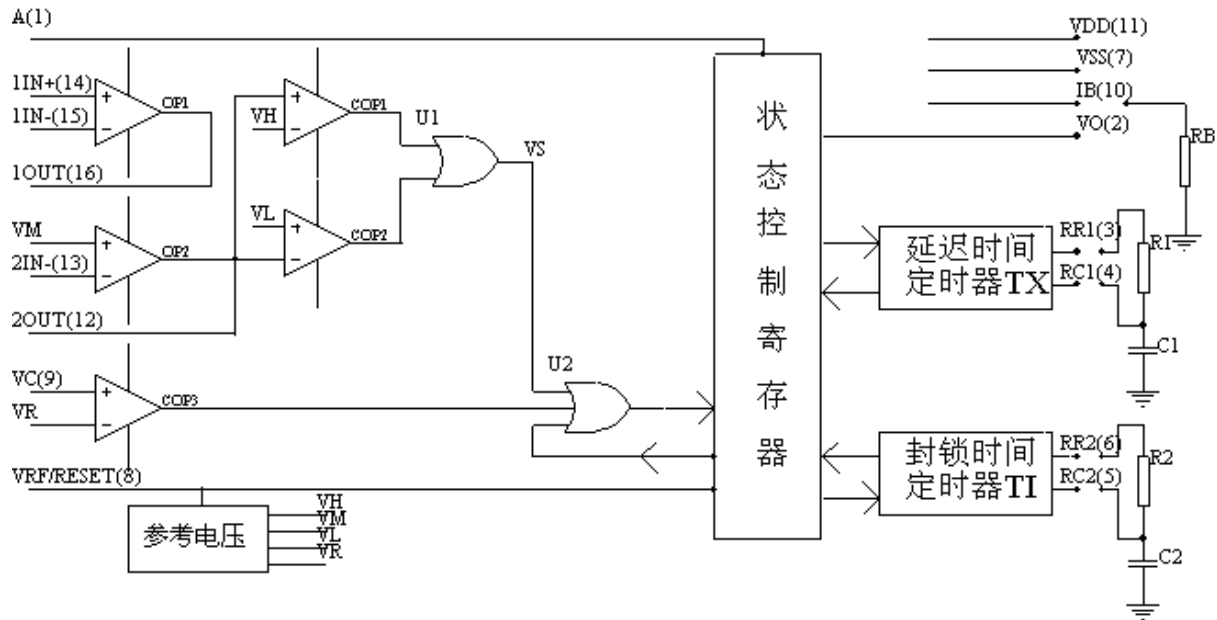 A(1)
1IN+(14)
1IN-(15)
OP1
1OUT(16)
VM
2IN-(13)
OP2
2OUT(12)
VC(9)
VR
COP3
VRF/RESET(8)
参考电压
VH
VM
VL
VR
VH
COP1
VL
COP2
U1
VS
U2
状态控制寄存器
VDD(11)
VSS(7)
IB(10)
VO(2)
RB
延迟时间
定时器TX
RR1(3)
RC1(4)
R1
C1
封锁时间
定时器TI
RR2(6)
RC2(5)
R2
C2